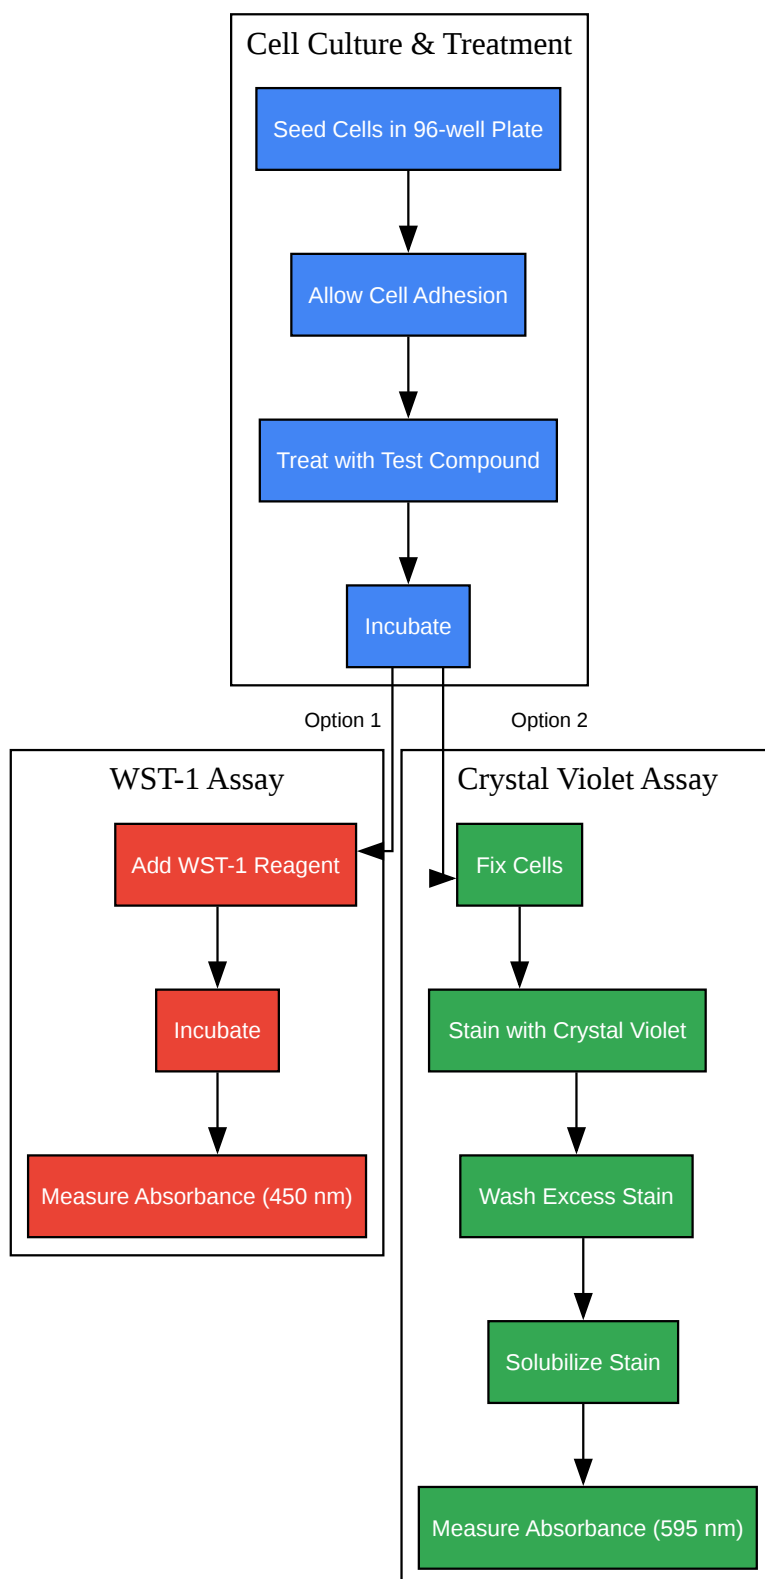 Cell Culture & Treatment
Seed Cells in 96-well Plate
Allow Cell Adhesion
Treat with Test Compound
Incubate
Option 1
Option 2
WST-1 Assay
Add WST-1 Reagent
Incubate
Measure Absorbance (450 nm)
Crystal Violet Assay
Fix Cells
Stain with Crystal Violet
Wash Excess Stain
Solubilize Stain
Measure Absorbance (595 nm)